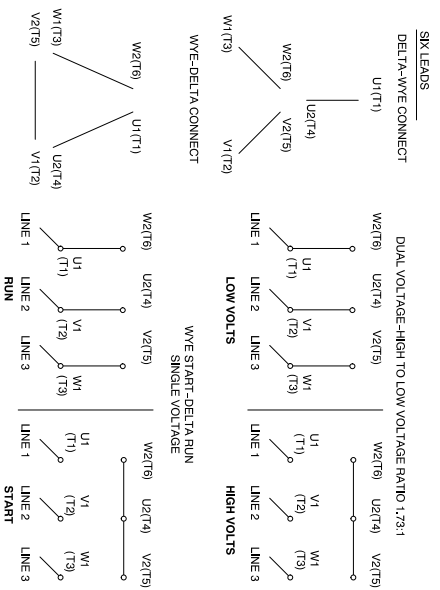 SIX LEADS
DELTA-WYE CONNECT
U1(T1)
U2(T4)
W2(T6) V2(T5)
W1(T3) V1(T2)
DUAL VOLTAGE-HIGH TO LOW VOLTAGE RATIO 1.73:1
W2(T6) U2(T4) V2(T5)
U1 (T1) V1 (T2) W1 (T3)
LINE 1 LINE 2 LINE 3
LOW VOLTS
W2(T6) U2(T4) V2(T5)
U1 (T1) V1 (T2) W1 (T3)
LINE 1 LINE 2 LINE 3
HIGH VOLTS
WYE-DELTA CONNECT
W2(T6) U1(T1)
W1(T3) U2(T4)
V2(T5) V1(T2)
WYE START-DELTA RUN
SINGLE VOLTAGE
W2(T6) U2(T4) V2(T5)
U1 (T1) V1 (T2) W1 (T3)
LINE 1 LINE 2 LINE 3
RUN
W2(T6) U2(T4) V2(T5)
U1 (T1) V1 (T2) W1 (T3)
LINE 1 LINE 2 LINE 3
START